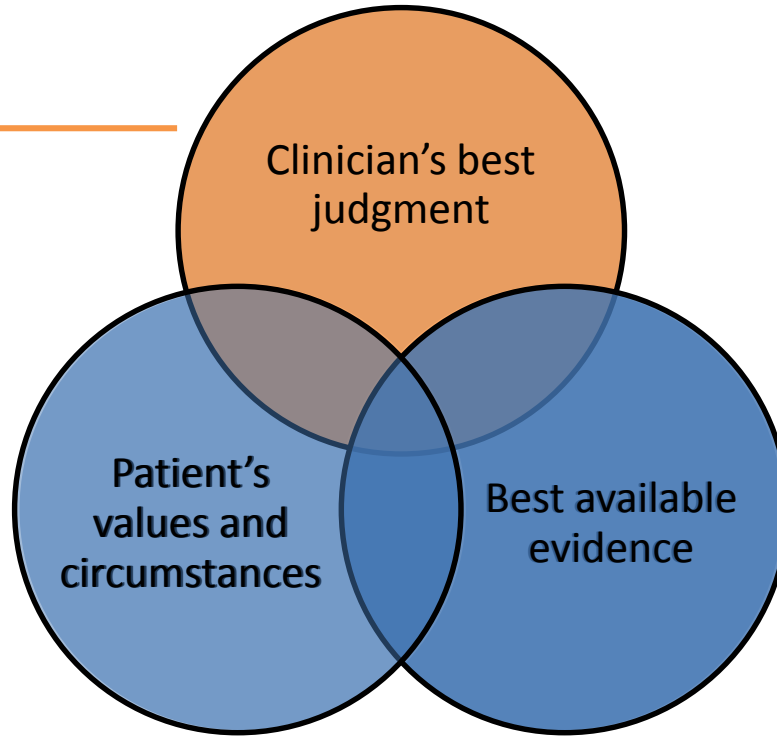 Clinician’s best
judgment
Patient’s
values and
circumstances
Best available
evidence